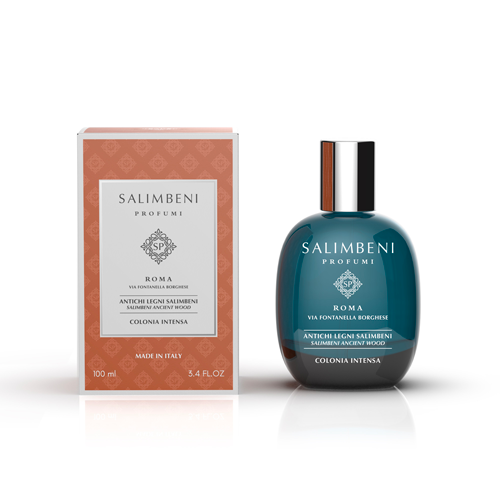 SALIMBENI
PROFUMI
SP
ROMA
VIA FONTANELLA BORGHESE
ANTICHI LEGNI SALIMBENI
SALIMBENI ANCIENT WOOD
COLONIA INTENSA
MADE IN ITALY
100 ml 3.4 FL.OZ
SALIMBENI
PROFUMI
SP
ROMA
VIA FONTANELLA BORGHESE
ANTICHI LEGNI SALIMBENI
SALIMBENI ANCIENT WOOD
COLONIA INTENSA